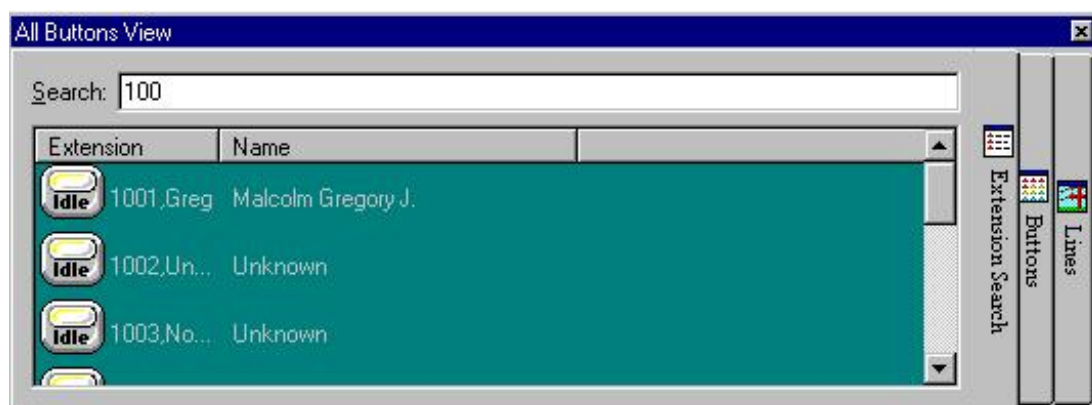 All Buttons View
Search: 100
Extension Name
Idle 1001,Greg Malcolm Gregory J.
Idle 1002,Un... Unknown
Idle 1003,No... Unknown
Extension Search
Buttons
Lines